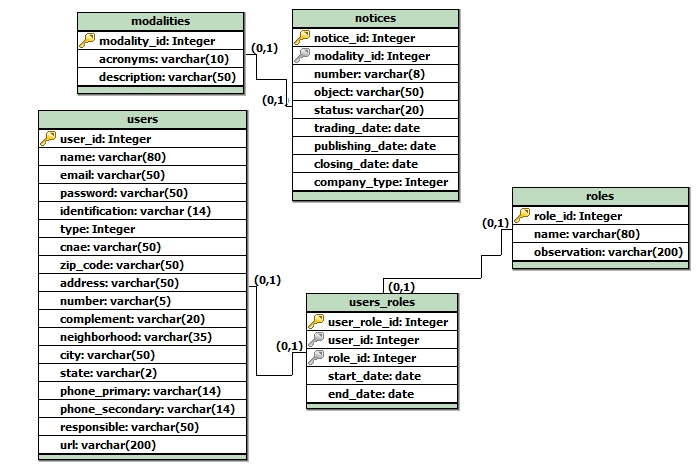 modalities
modality_id: Integer
acronyms: varchar(10)
description: varchar(50)
(0,1)
(0,1)
notices
notice_id: Integer
modality_id: Integer
number: varchar(8)
object: varchar(50)
status: varchar(20)
trading_date: date
publishing_date: date
closing_date: date
company_type: Integer
users
user_id: Integer
name: varchar(80)
email: varchar(50)
password: varchar(50)
identification: varchar (14)
type: Integer
cnae: varchar(50)
zip_code: varchar(50)
address: varchar(50)
number: varchar(5)
complement: varchar(20)
neighborhood: varchar(35)
city: varchar(50)
state: varchar(2)
phone_primary: varchar(14)
phone_secondary: varchar(14)
responsible: varchar(50)
url: varchar(200)
(0,1)
(0,1)
roles
role_id: Integer
name: varchar(80)
observation: varchar(200)
(0,1)
(0,1)
users_roles
user_role_id: Integer
user_id: Integer
role_id: Integer
start_date: date
end_date: date